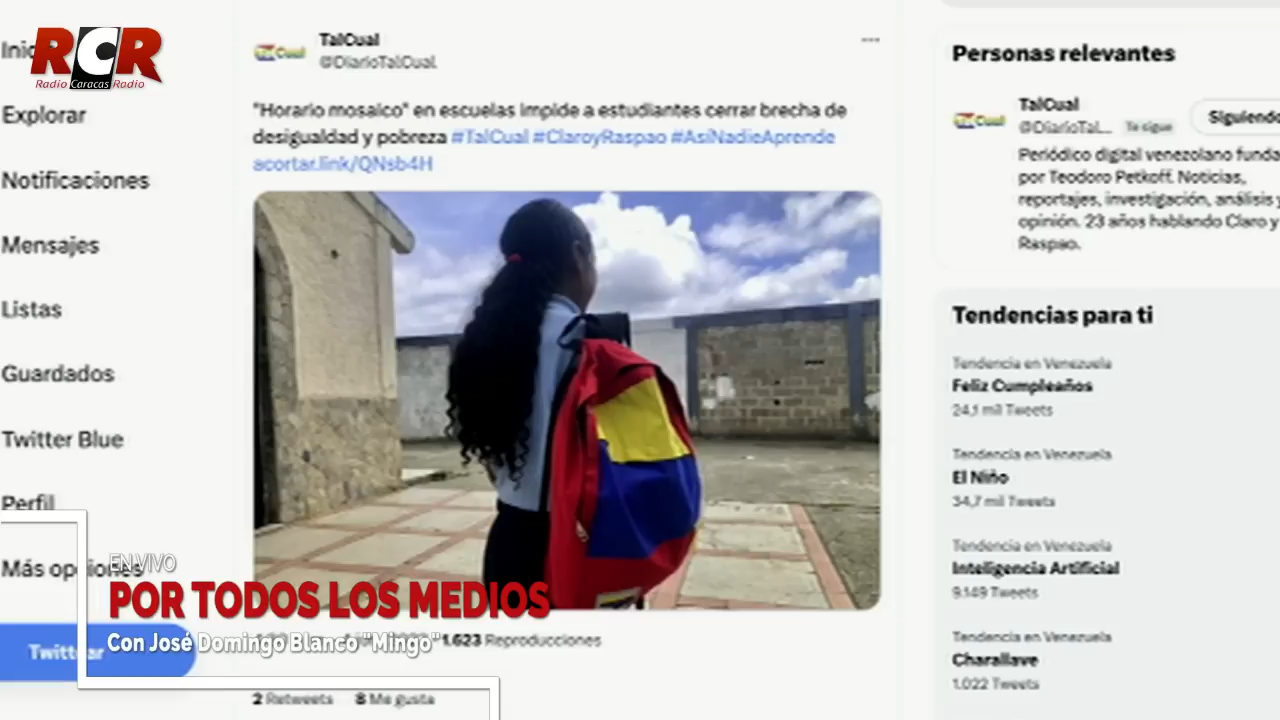 RCR
Radio Caracas Radio
Explorar
Notificaciones
Mensajes
Listas
Guardados
Twitter Blue
Perfil
Más opciones
TalCual
@DiarioTalCual
"Horario mosaico" en escuelas impide a estudiantes cerrar brecha de
desigualdad y pobreza #TalCual #ClaroyRaspao #AsiNadieAprende
acortar.link/QNsb4H
1.623 Reproducciones
2 Retweets 8 Me gusta
EN VIVO
POR TODOS LOS MEDIOS
Con José Domingo Blanco "Mingo"
Personas relevantes
TalCual
@DiarioTal... Te sigue
Siguiendo
Periódico digital venezolano funda
por Teodoro Petkoff. Noticias,
reportajes, investigación, análisis y
opinión. 23 años hablando Claro y
Raspao.
Tendencias para ti
Tendencia en Venezuela
Feliz Cumpleaños
24,1 mil Tweets
Tendencia en Venezuela
El Niño
34,7 mil Tweets
Tendencia en Venezuela
Inteligencia Artificial
9.149 Tweets
Tendencia en Venezuela
Charallave
1.022 Tweets